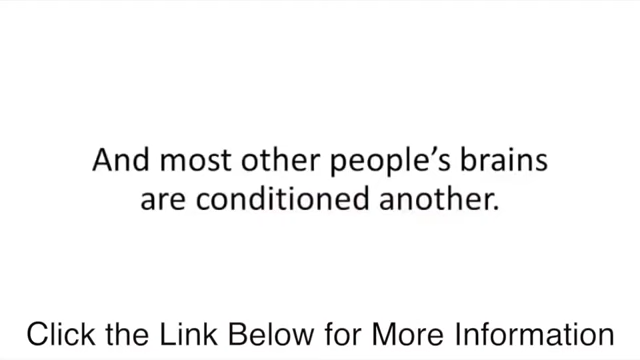 And most other people’s brains
are conditioned another.
Click the Link Below for More Information